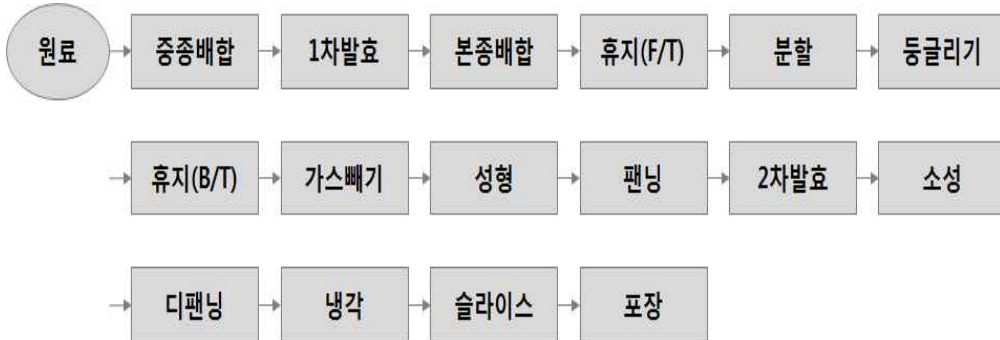 원료 중종배합 1차발효 본종배합 휴지(F/T) 분할 둥글리기
휴지(B/T) 가스빼기 성형 팬닝 2차발효 소성
디팬닝 냉각 슬라이스 포장